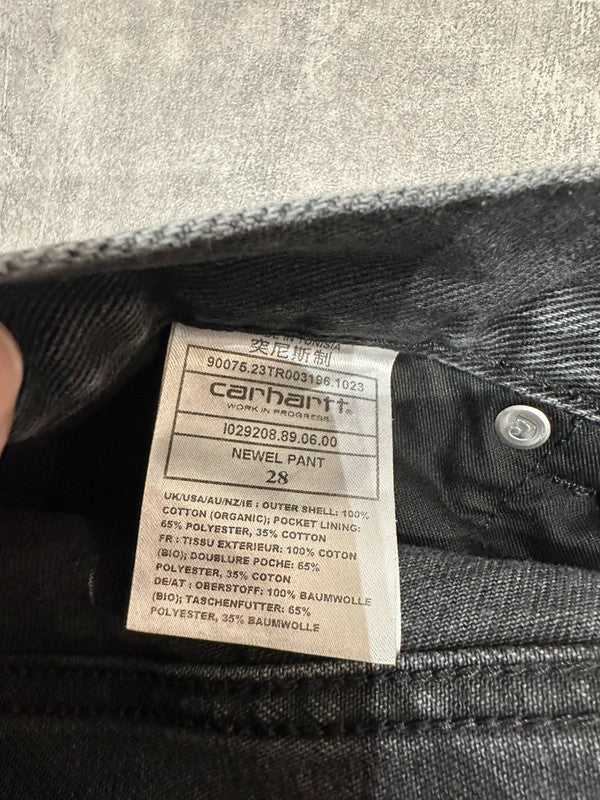 突尼斯制
90075.23TR003196.1023
carhartt
WORK IN PROGRESS
I029208.89.06.00
NEWEL PANT
28
UK/USA/AU/NZ/IE : OUTER SHELL: 100%
COTTON (ORGANIC); POCKET LINING:
65% POLYESTER, 35% COTTON
FR : TISSU EXTERIEUR: 100% COTON
(BIO); DOUBLURE POCHE: 65%
POLYESTER, 35% COTON
DE/AT : OBERSTOFF: 100% BAUMWOLLE
(BIO); TASCHENFUTTER: 65%
POLYESTER, 35% BAUMWOLLE